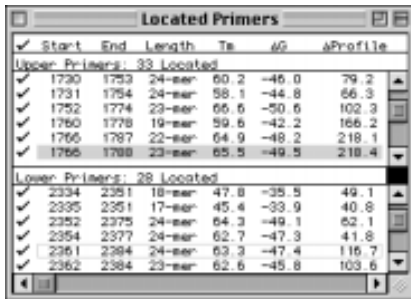 Located Primers
✓ Start End Length Tm ΔG ΔProfile
Upper Primers: 33 Located
✓ 1730 1753 24-mer 60.2 -46.0 79.2
✓ 1731 1754 24-mer 58.1 -44.8 66.3
✓ 1752 1774 23-mer 66.6 -50.6 102.3
✓ 1760 1778 19-mer 59.6 -42.2 166.2
✓ 1766 1787 22-mer 64.9 -48.2 218.1
✓ 1766 1788 23-mer 65.5 -49.5 218.4
Lower Primers: 28 Located
✓ 2334 2351 18-mer 47.8 -35.5 49.1
✓ 2335 2351 17-mer 45.4 -33.9 40.8
✓ 2352 2375 24-mer 64.3 -49.1 62.1
✓ 2354 2377 24-mer 62.7 -47.3 41.8
✓ 2361 2384 24-mer 63.3 -47.4 116.7
✓ 2362 2384 23-mer 62.6 -45.8 103.6